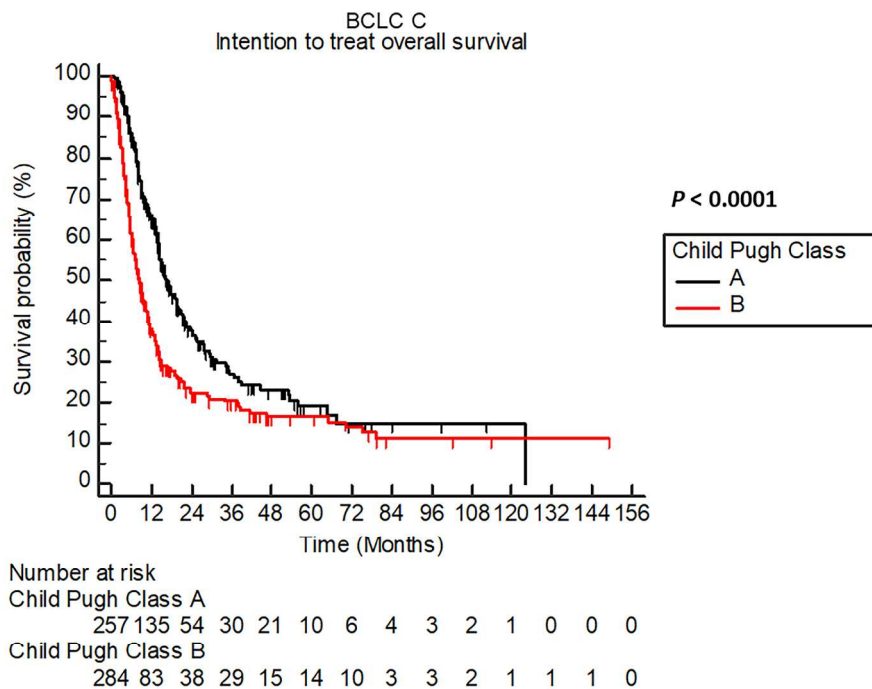 BCLC C
Intention to treat overall survival
100
90
80
70
60
50
40
30
20
10
0
Survival probability (%)
0 12 24 36 48 60 72 84 96 108 120 132 144 156
Time (Months)
P < 0.0001
Child Pugh Class
A
B
Number at risk
Child Pugh Class A
257 135 54 30 21 10 6 4 3 2 1 0 0 0
Child Pugh Class B
284 83 38 29 15 14 10 3 3 2 1 1 1 0